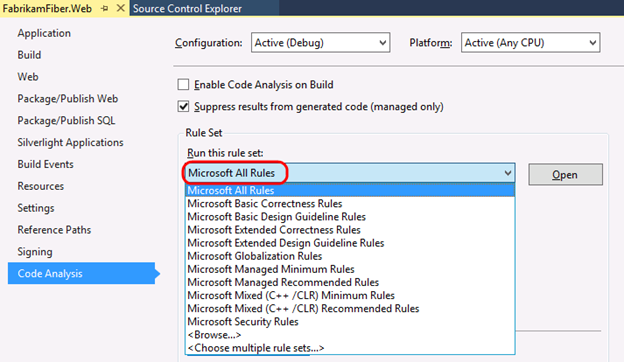 FabrikamFiber.Web
Source Control Explorer
Application
Build
Web
Package/Publish Web
Package/Publish SQL
Silverlight Applications
Build Events
Resources
Settings
Reference Paths
Signing
Code Analysis
Configuration: Active (Debug) Platform: Active (Any CPU)
Enable Code Analysis on Build
Suppress results from generated code (managed only)
Rule Set
Run this rule set:
Microsoft All Rules
Open
Microsoft All Rules
Microsoft Basic Correctness Rules
Microsoft Basic Design Guideline Rules
Microsoft Extended Correctness Rules
Microsoft Extended Design Guideline Rules
Microsoft Globalization Rules
Microsoft Managed Minimum Rules
Microsoft Managed Recommended Rules
Microsoft Mixed (C++ /CLR) Minimum Rules
Microsoft Mixed (C++ /CLR) Recommended Rules
Microsoft Security Rules
<Browse...>
<Choose multiple rule sets...>